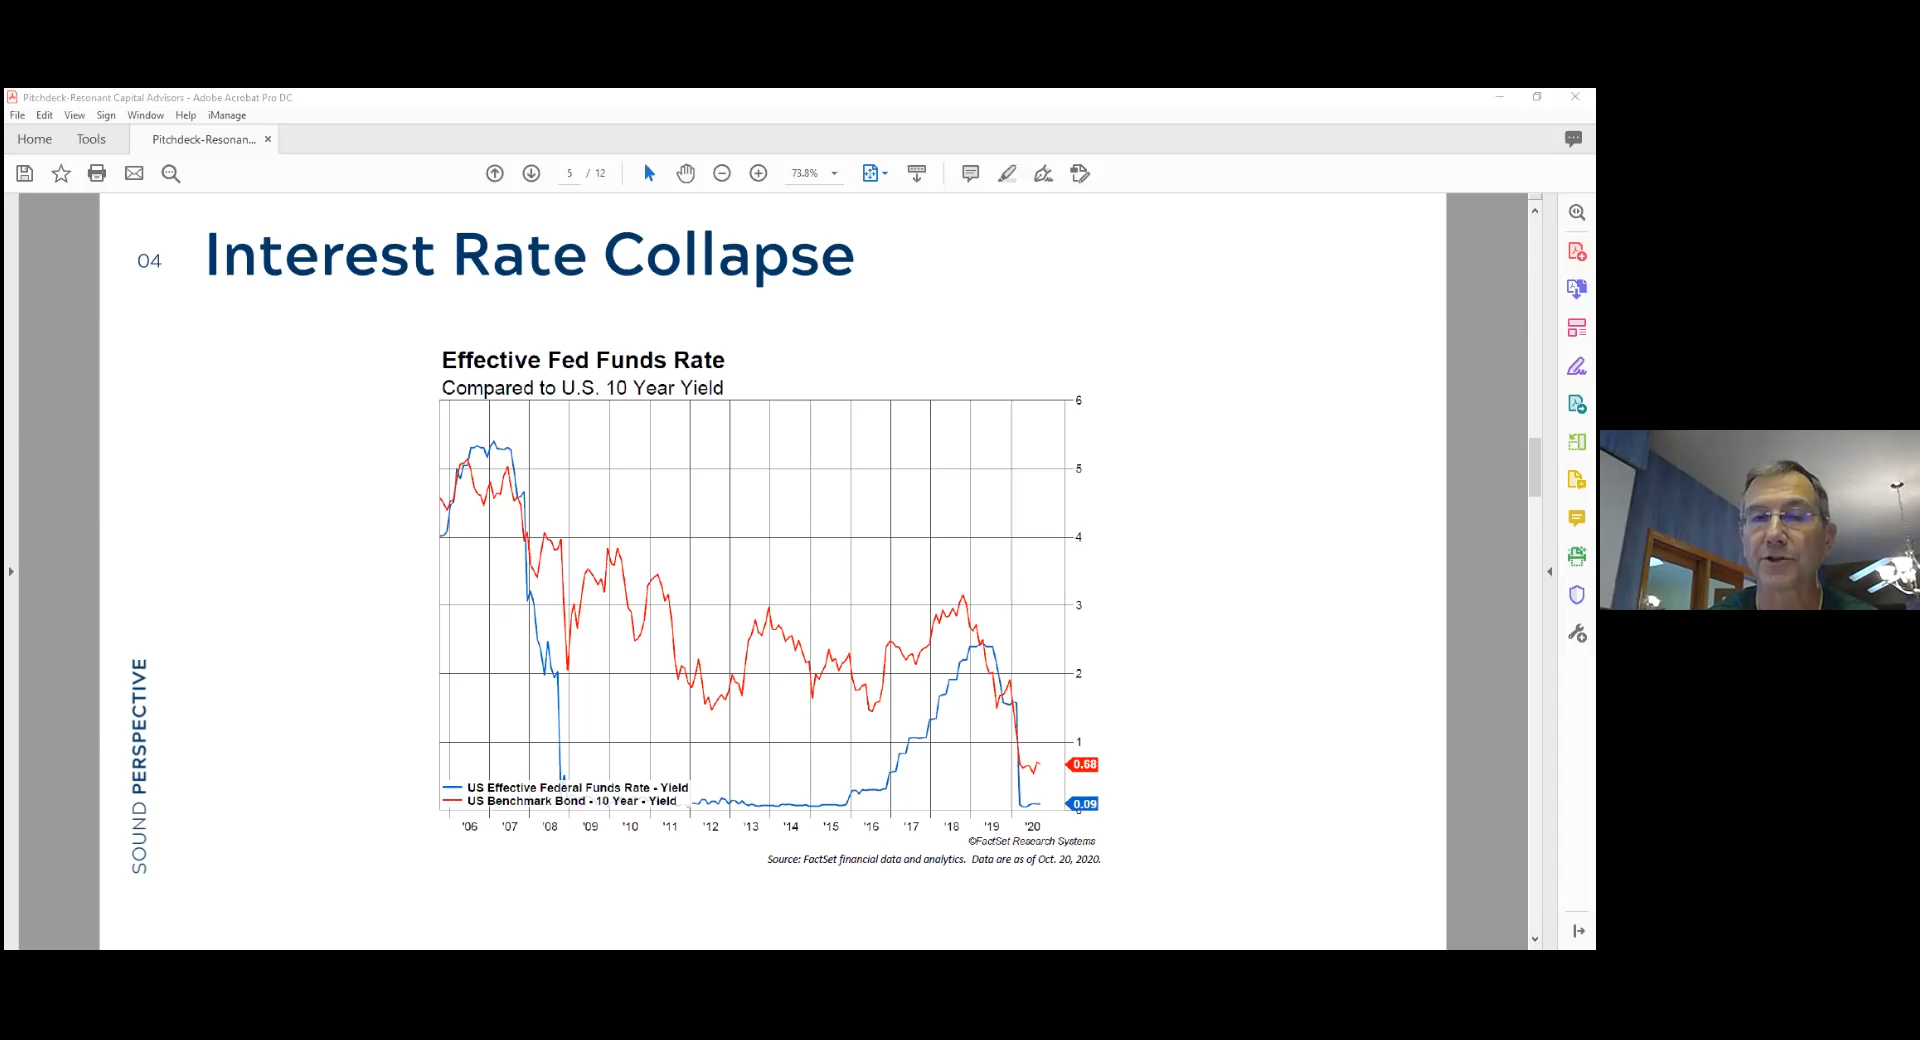 Pitchdeck-Resonant Capital Advisors - Adobe Acrobat Pro DC
File Edit View Sign Window Help iManage
Home Tools Pitchdeck-Resonan... ×
5 / 12 73.8%
04 Interest Rate Collapse
Effective Fed Funds Rate
Compared to U.S. 10 Year Yield
6
5
4
3
2
1
0.68
0.09
0
US Effective Federal Funds Rate - Yield
US Benchmark Bond - 10 Year - Yield
'06 '07 '08 '09 '10 '11 '12 '13 '14 '15 '16 '17 '18 '19 '20
©FactSet Research Systems
Source: FactSet financial data and analytics. Data are as of Oct. 20, 2020.
SOUND PERSPECTIVE